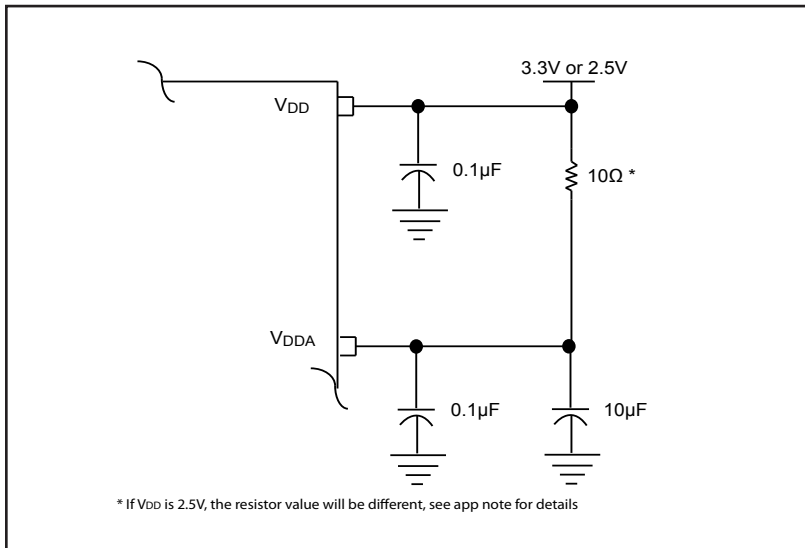 3.3V or 2.5V
VDD
0.1µF
10Ω *
VDDA
0.1µF
10µF
* If VDD is 2.5V, the resistor value will be different, see app note for details